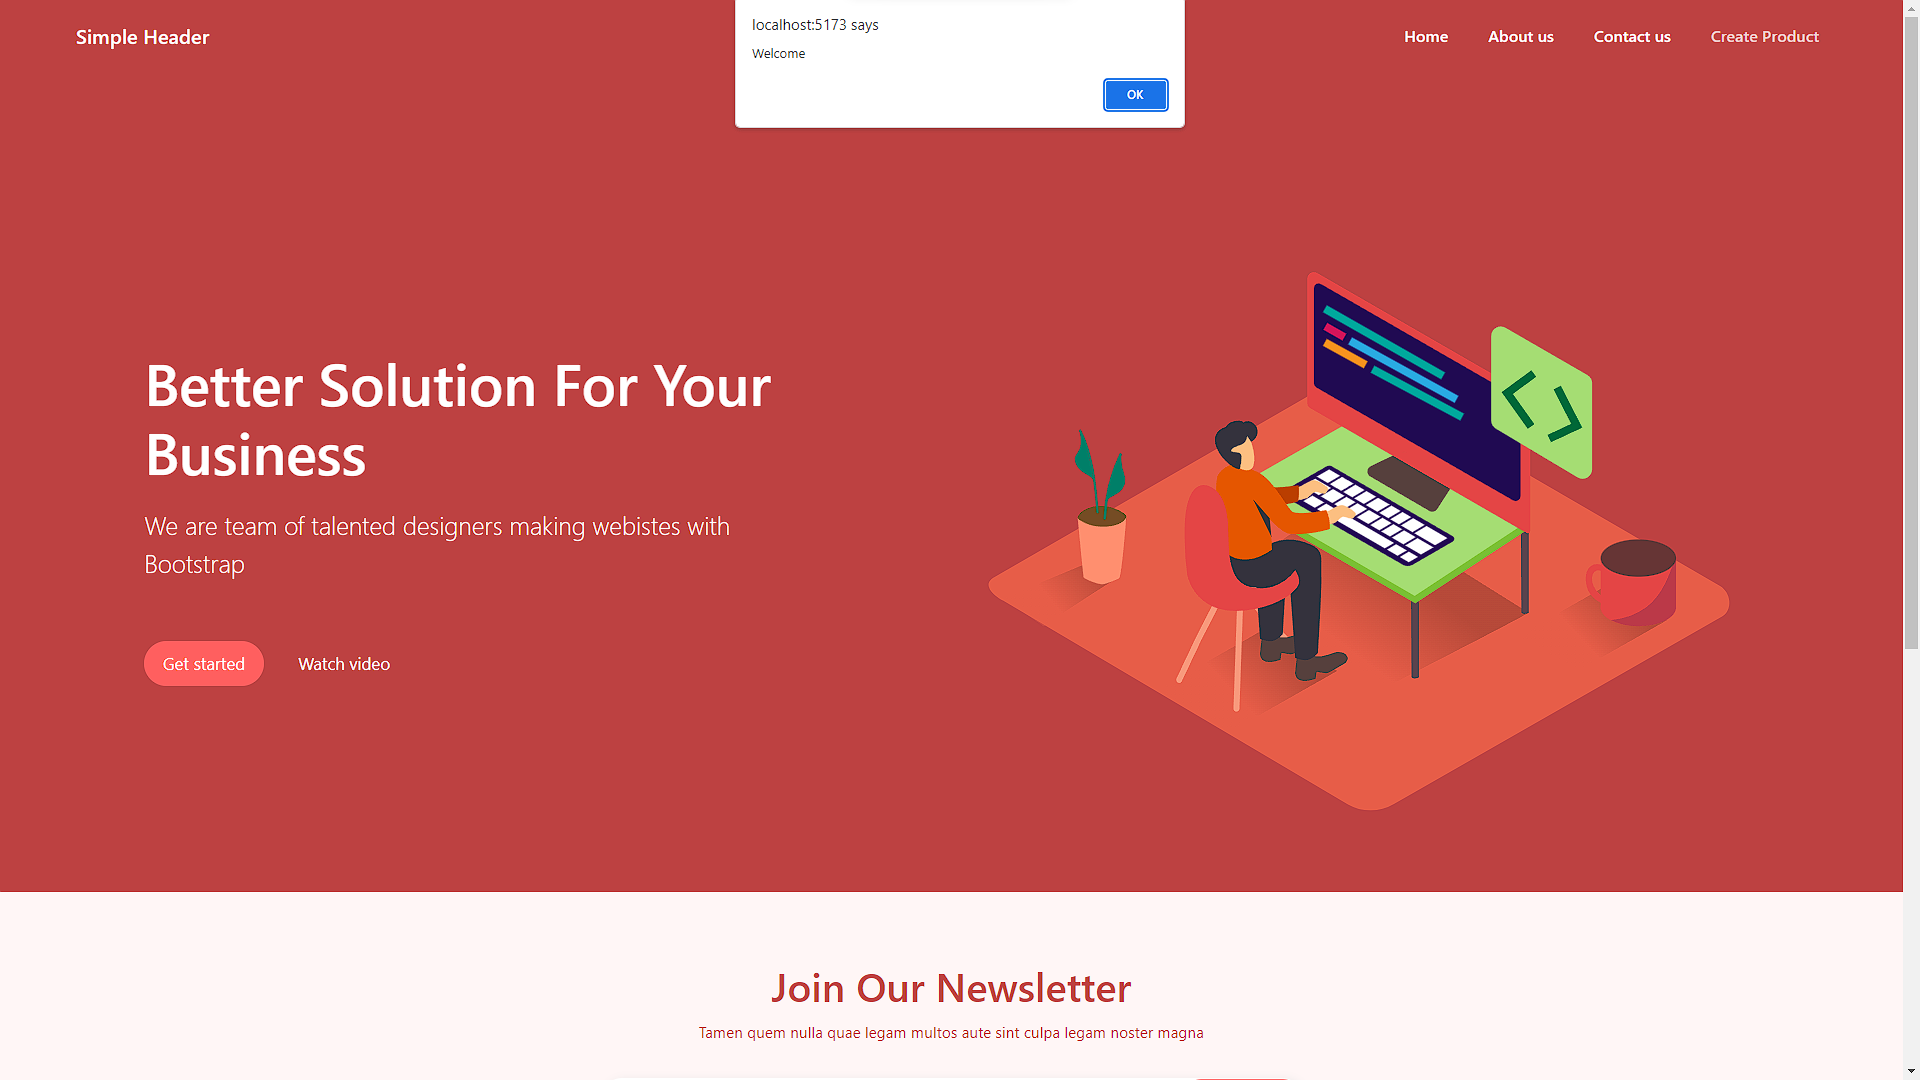 Simple Header
localhost:5173 says
Welcome
OK
Home
About us
Contact us
Create Product
Better Solution For Your
Business
We are team of talented designers making webistes with
Bootstrap
Get started
Watch video
Join Our Newsletter
Tamen quem nulla quae legam multos aute sint culpa legam noster magna